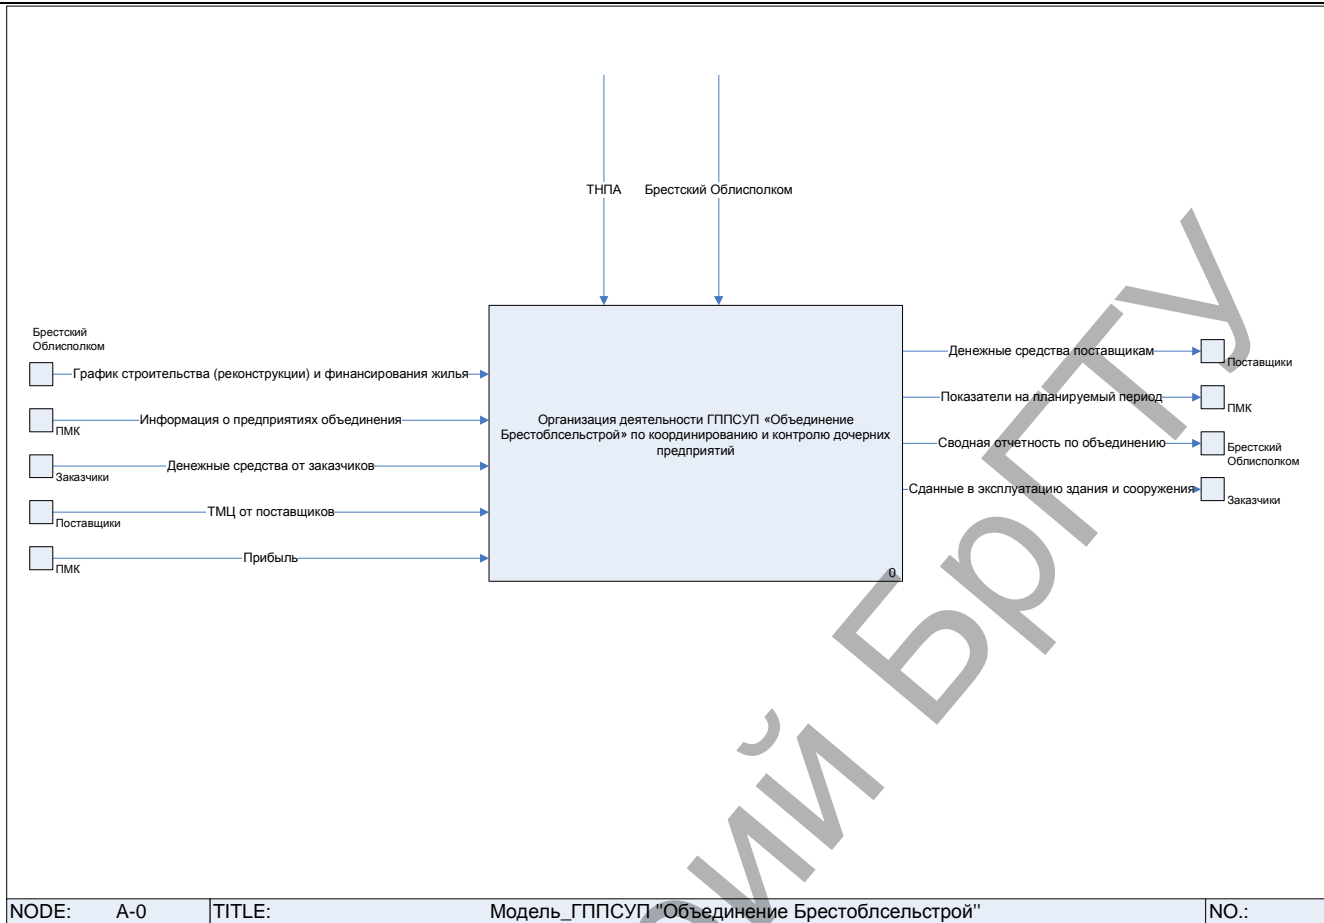 ТНПА
Брестский Облисполком
Брестский
Облисполком
График строительства (реконструкции) и финансирования жилья
Информация о предприятиях объединения
ПМК
Денежные средства от заказчиков
Заказчики
ТМЦ от поставщиков
Поставщики
Прибыль
ПМК
Организация деятельности ГППСУП «Объединение
Брестоблсельстрой» по координированию и контролю дочерних
предприятий
0
Денежные средства поставщикам
Поставщики
Показатели на планируемый период
ПМК
Сводная отчетность по объединению
Брестский
Облисполком
Сданные в эксплуатацию здания и сооружения
Заказчики
NODE: A-0 TITLE: Модель_ГППСУП "Объединение Брестоблсельстрой" NO.:
БрГТУ